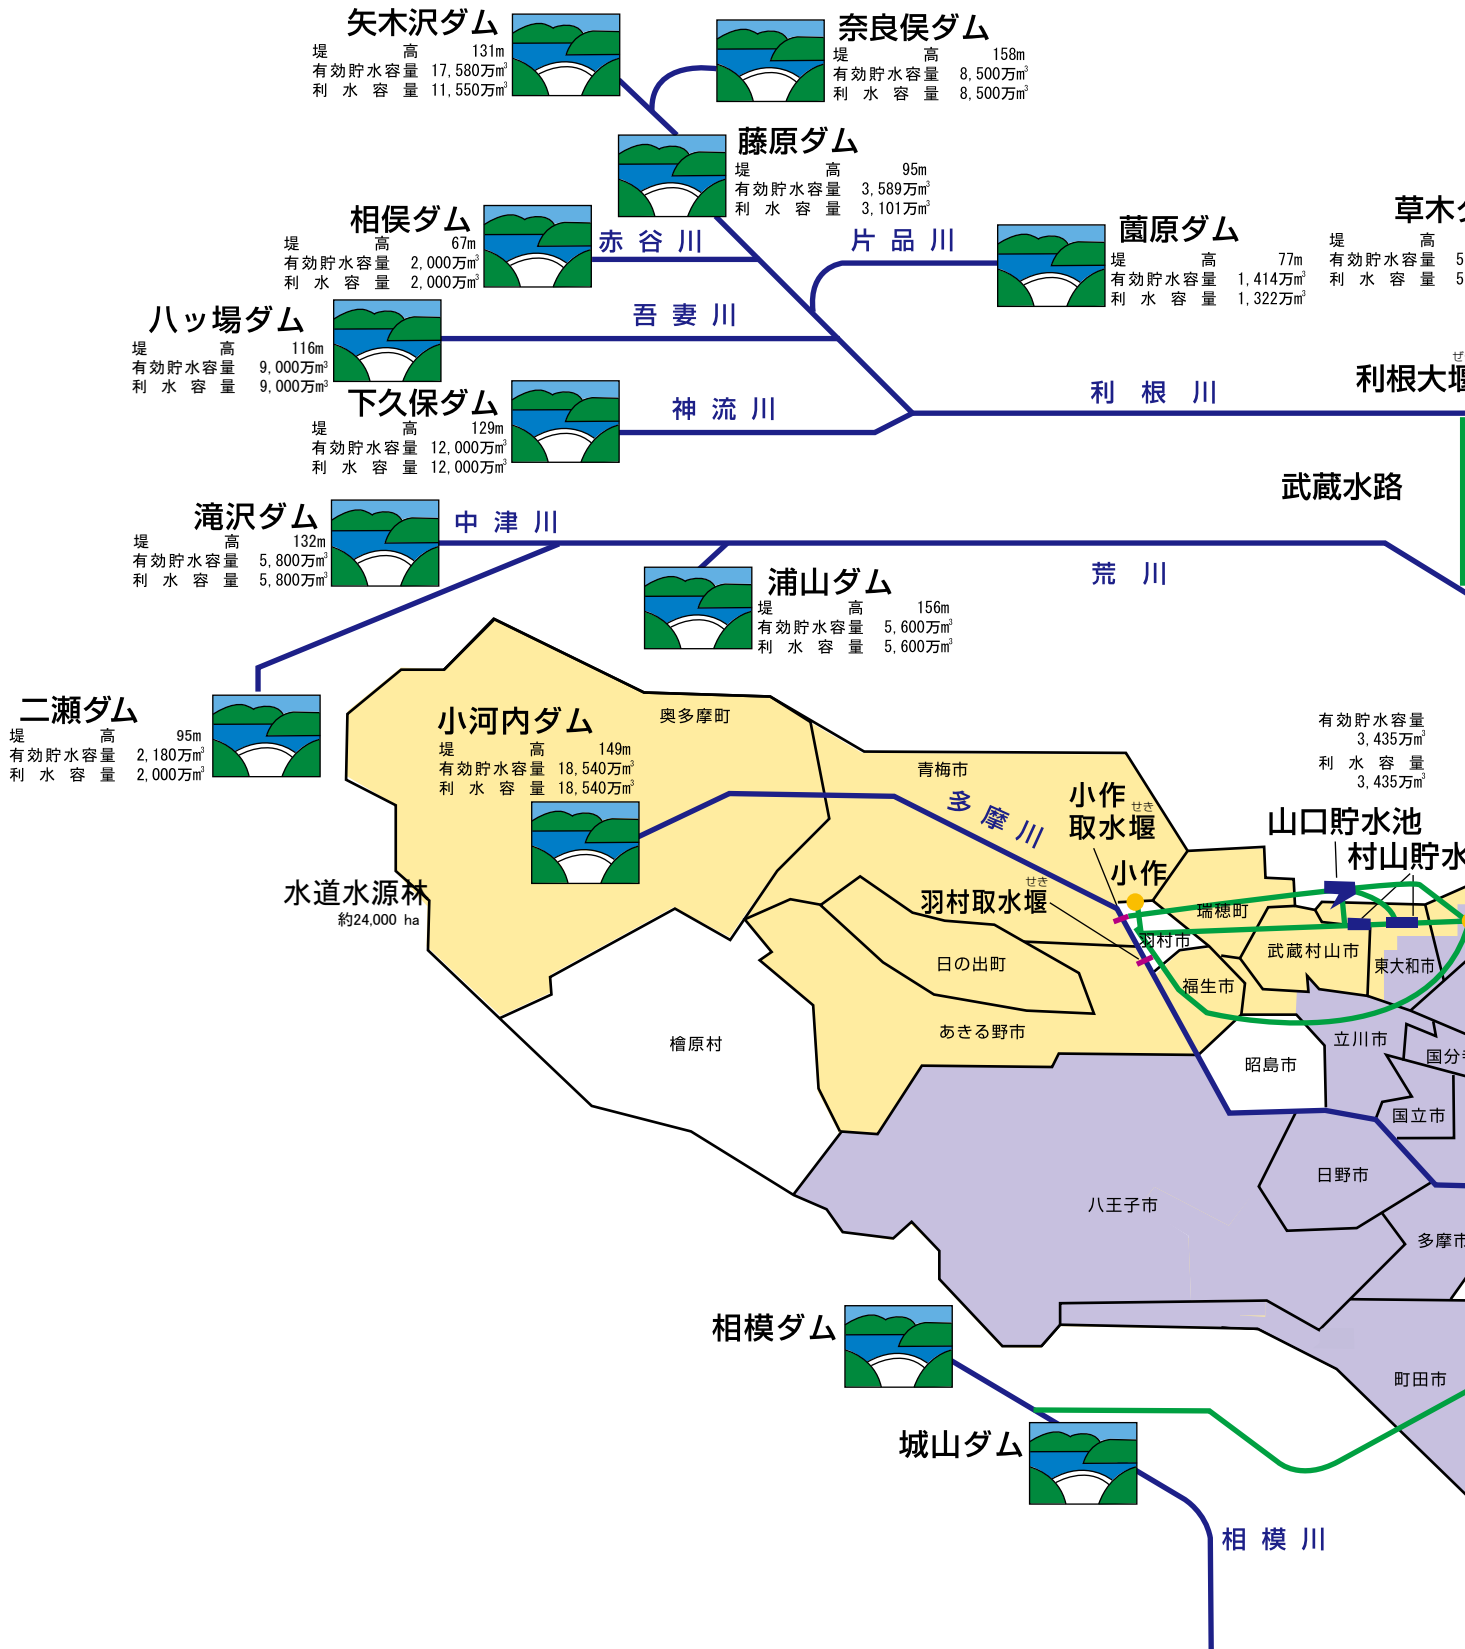 矢木沢ダム
堤高 131m
有効貯水容量 17,580万㎥
利水容量 11,550万㎥
奈良俣ダム
堤高 158m
有効貯水容量 8,500万㎥
利水容量 8,500万㎥
藤原ダム
堤高 95m
有効貯水容量 3,589万㎥
利水容量 3,101万㎥
相俣ダム
堤高 67m
有効貯水容量 2,000万㎥
利水容量 2,000万㎥
赤谷川
片品川
薗原ダム
堤高 77m
有効貯水容量 1,414万㎥
利水容量 1,322万㎥
草木
堤高
有効貯水容量 5
利水容量 5
八ッ場ダム
堤高 116m
有効貯水容量 9,000万㎥
利水容量 9,000万㎥
吾妻川
下久保ダム
堤高 129m
有効貯水容量 12,000万㎥
利水容量 12,000万㎥
神流川
利根川
ぜ
利根大堰
武蔵水路
滝沢ダム
堤高 132m
有効貯水容量 5,800万㎥
利水容量 5,800万㎥
中津川
荒川
浦山ダム
堤高 156m
有効貯水容量 5,600万㎥
利水容量 5,600万㎥
二瀬ダム
堤高 95m
有効貯水容量 2,180万㎥
利水容量 2,000万㎥
小河内ダム
堤高 149m
有効貯水容量 18,540万㎥
利水容量 18,540万㎥
奥多摩町
青梅市
多摩川
有効貯水容量
3,435万㎥
利水容量
3,435万㎥
小作
取水堰
せき
山口貯水池
村山貯水
小作
羽村取水堰
せき
水道水源林
約24,000 ha
瑞穂町
羽村市
武蔵村山市
東大和市
日の出町
福生市
あきる野市
檜原村
昭島市
立川市
国分寺
国立市
日野市
八王子市
多摩市
相模ダム
町田市
城山ダム
相模川